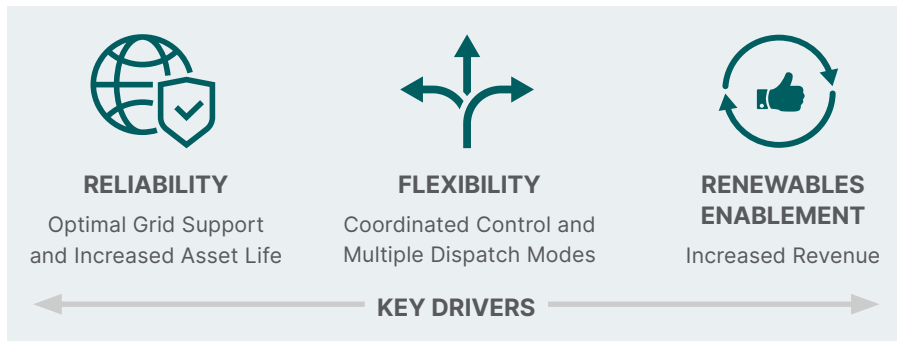 RELIABILITY
Optimal Grid Support
and Increased Asset Life
FLEXIBILITY
Coordinated Control and
Multiple Dispatch Modes
RENEWABLES
ENABLEMENT
Increased Revenue
KEY DRIVERS